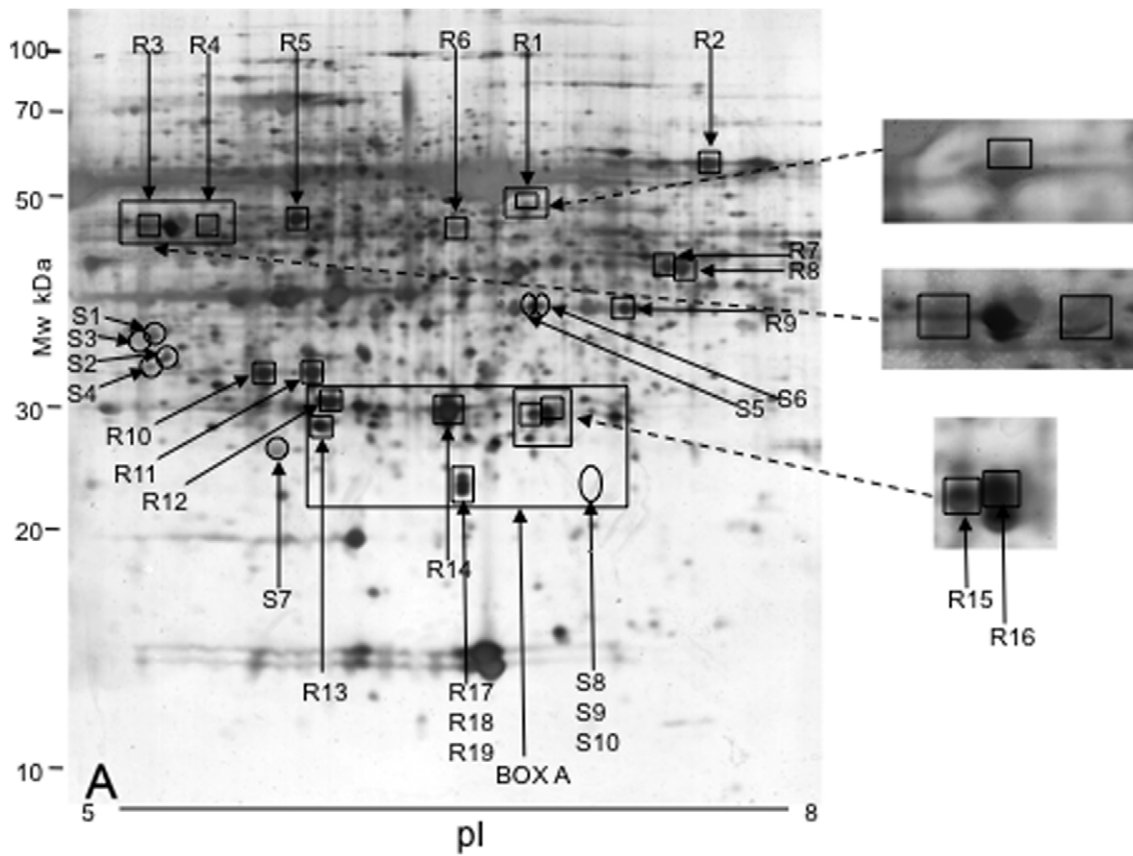 R3 R4 R5 R6 R1 R2
100
70
50
R7
R8
Mw kDa
R9
S1
S3
S2
S4
S5
S6
30
R10
R11
R12
20
R14
S7
R15
R16
R13
R17
R18
R19
S8
S9
S10
BOX A
10
A
5
8
pI